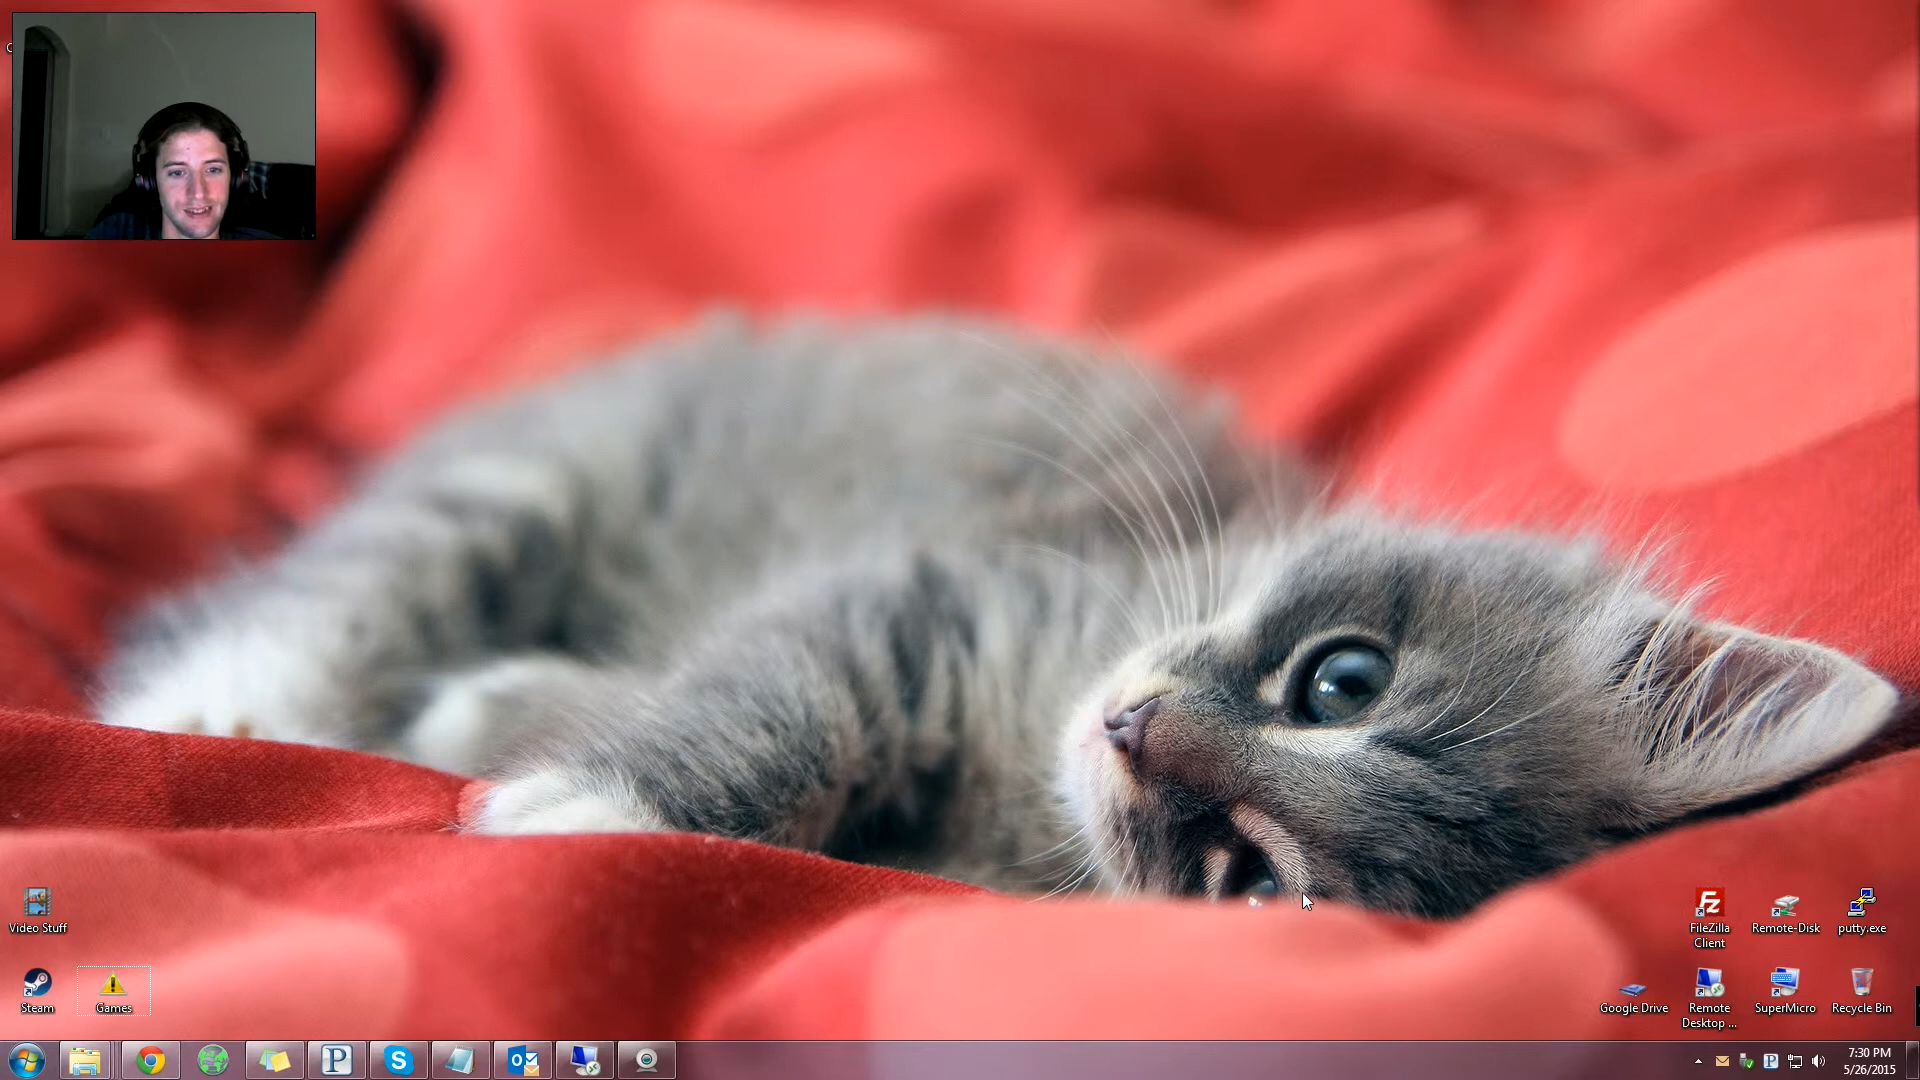 Video Stuff
Steam
Games
FileZilla
Client
Remote-Disk
putty.exe
Google Drive
Remote
Desktop ...
SuperMicro
Recycle Bin
7:30 PM
5/26/2015